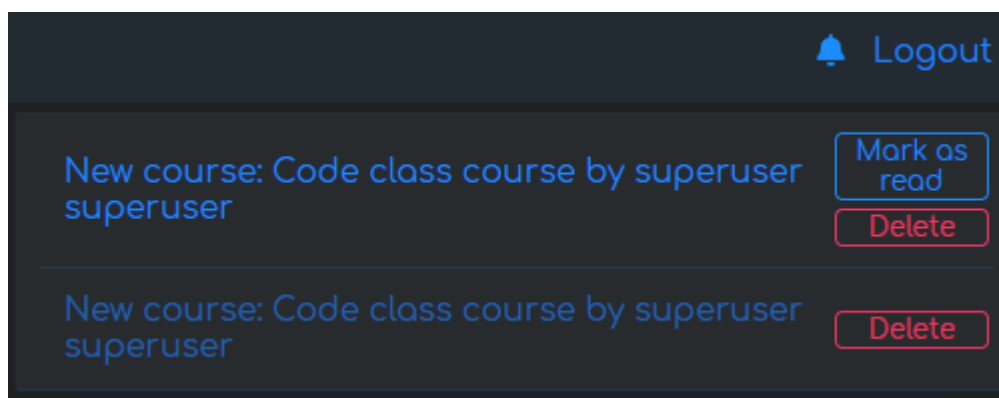 Logout
New course: Code class course by superuser
superuser
Mark as
read
Delete
New course: Code class course by superuser
superuser
Delete